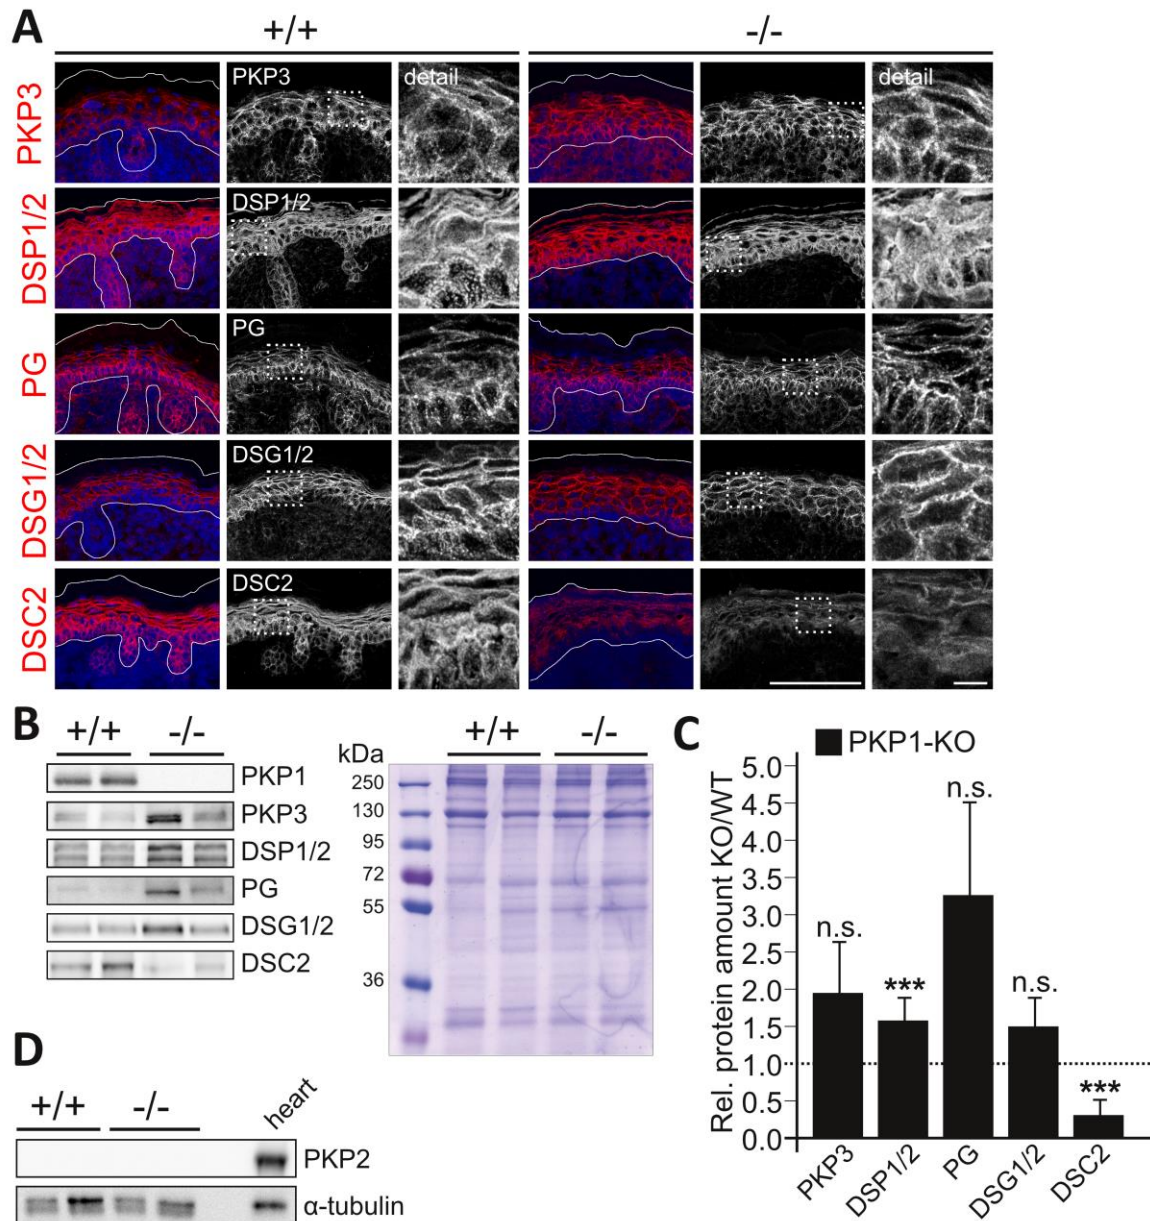 A
+/+
-/-
PKP3
PKP3
detail
detail
DSP1/2
DSP1/2
PG
PG
DSG1/2
DSG1/2
DSC2
DSC2
B
+/+
-/-
PKP1
PKP3
DSP1/2
PG
DSG1/2
DSC2
kDa
+/+
-/-
250
130
95
72
55
36
C
PKP1-KO
Rel. protein amount KO/WT
5.0
4.5
4.0
3.5
3.0
2.5
2.0
1.5
1.0
0.5
0.0
n.s.
***
n.s.
n.s.
***
PKP3
DSP1/2
PG
DSG1/2
DSC2
D
+/+
-/-
heart
PKP2
α-tubulin